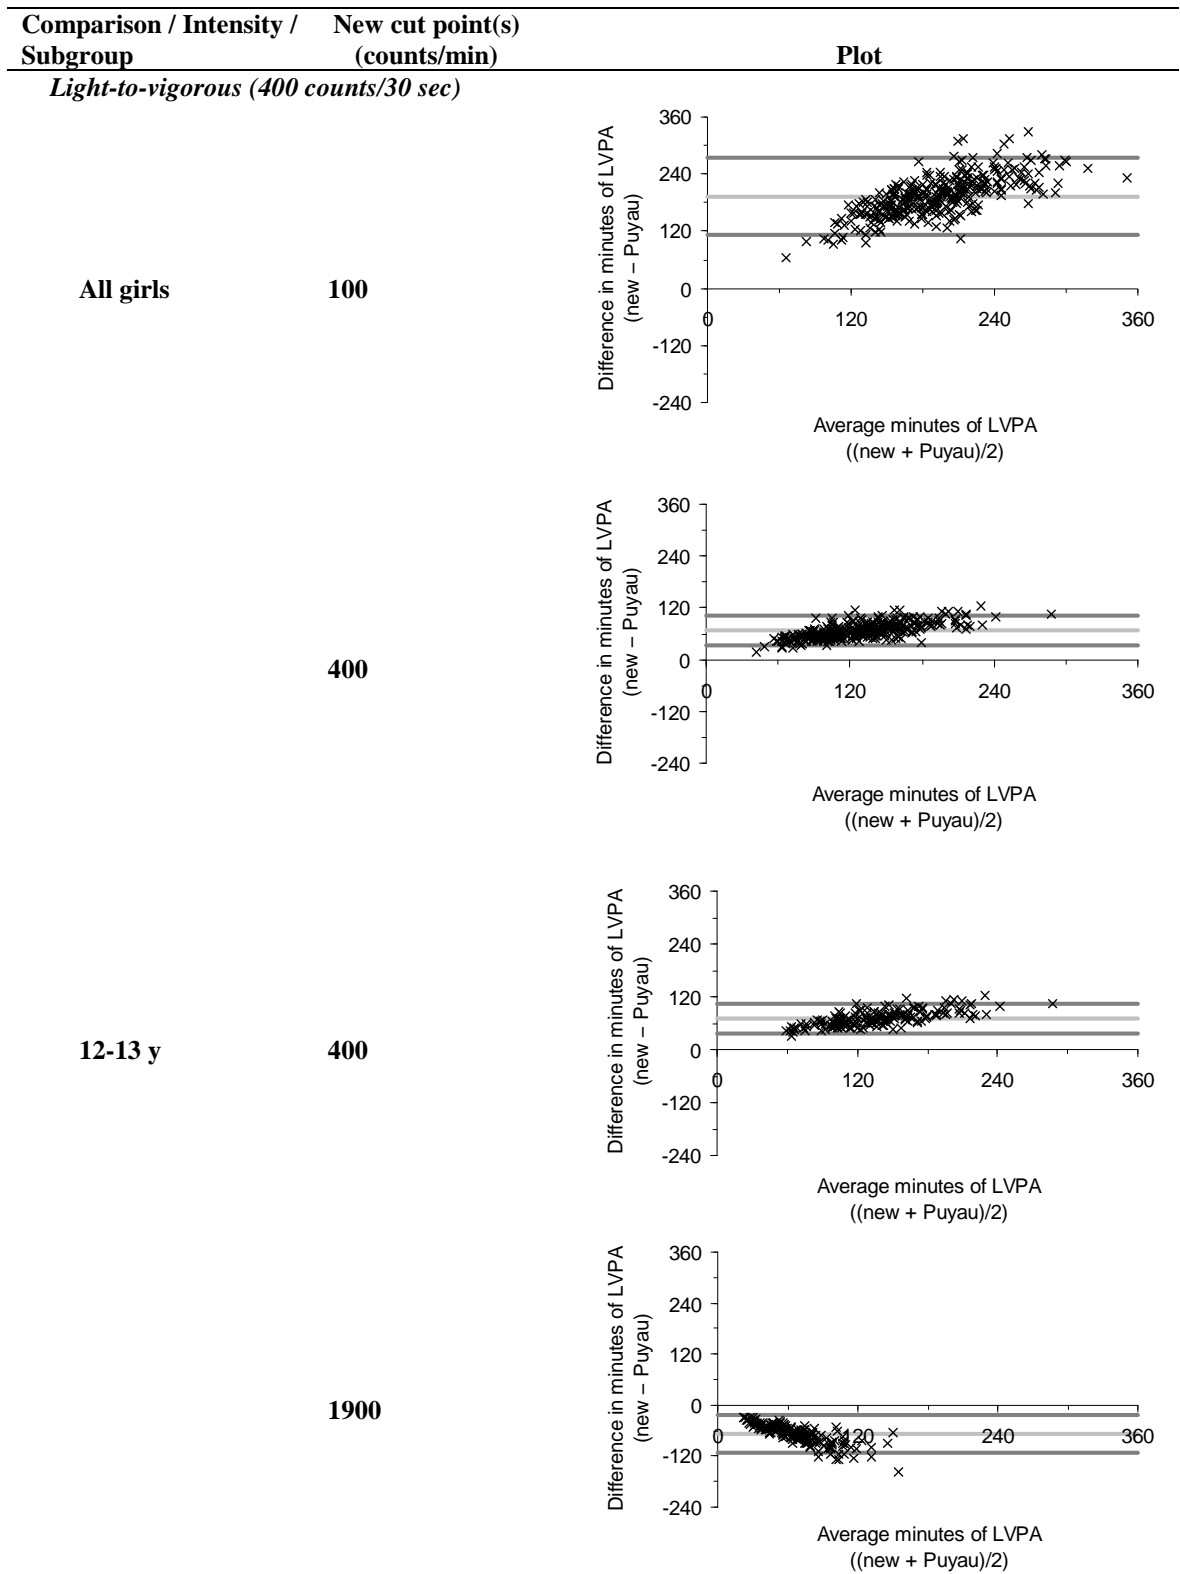 Comparison / Intensity / New cut point(s)
Subgroup (counts/min) Plot
Light-to-vigorous (400 counts/30 sec)
360
240
120
0
-120
-240
0 120 240 360
Difference in minutes of LVPA
(new – Puyau)
Average minutes of LVPA
((new + Puyau)/2)
All girls 100
360
240
120
0
-120
-240
0 120 240 360
Difference in minutes of LVPA
(new – Puyau)
Average minutes of LVPA
((new + Puyau)/2)
400
360
240
120
0
-120
-240
0 120 240 360
Difference in minutes of LVPA
(new – Puyau)
Average minutes of LVPA
((new + Puyau)/2)
12-13 y 400
360
240
120
0
-120
-240
0 120 240 360
Difference in minutes of LVPA
(new – Puyau)
Average minutes of LVPA
((new + Puyau)/2)
1900